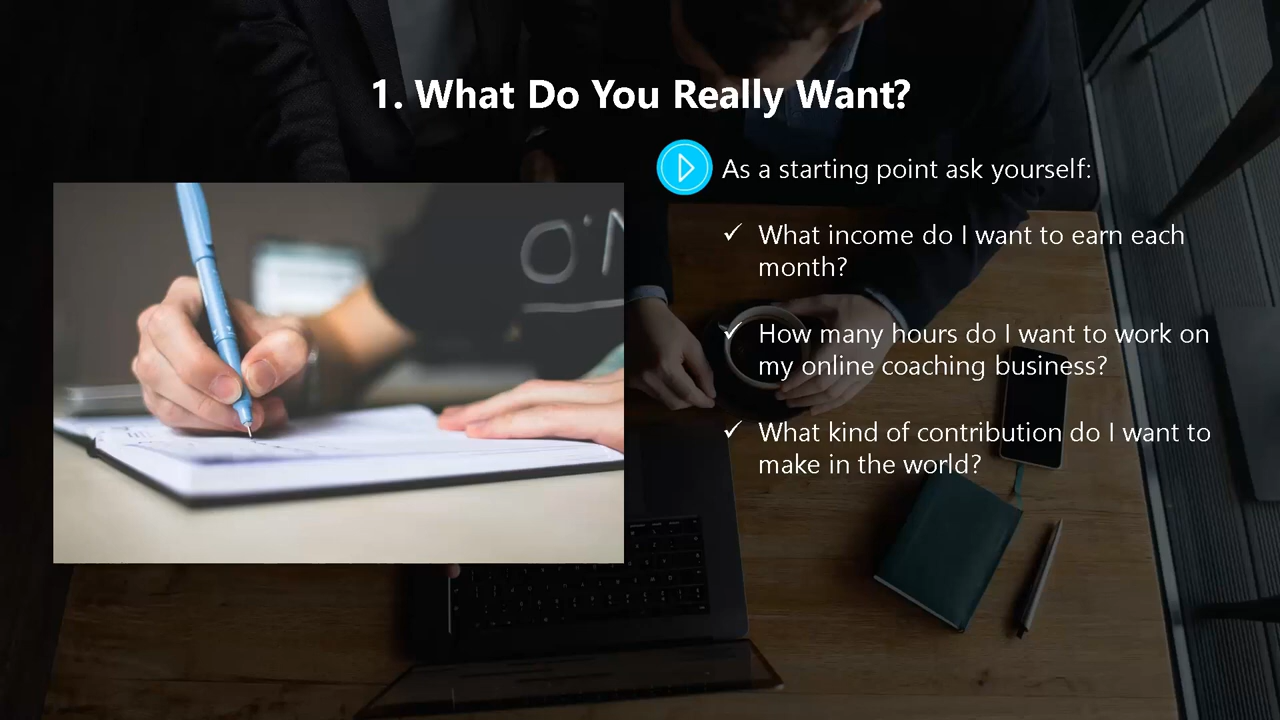 1. What Do You Really Want?
As a starting point ask yourself:
✓ What income do I want to earn each
month?
✓ How many hours do I want to work on
my online coaching business?
✓ What kind of contribution do I want to
make in the world?